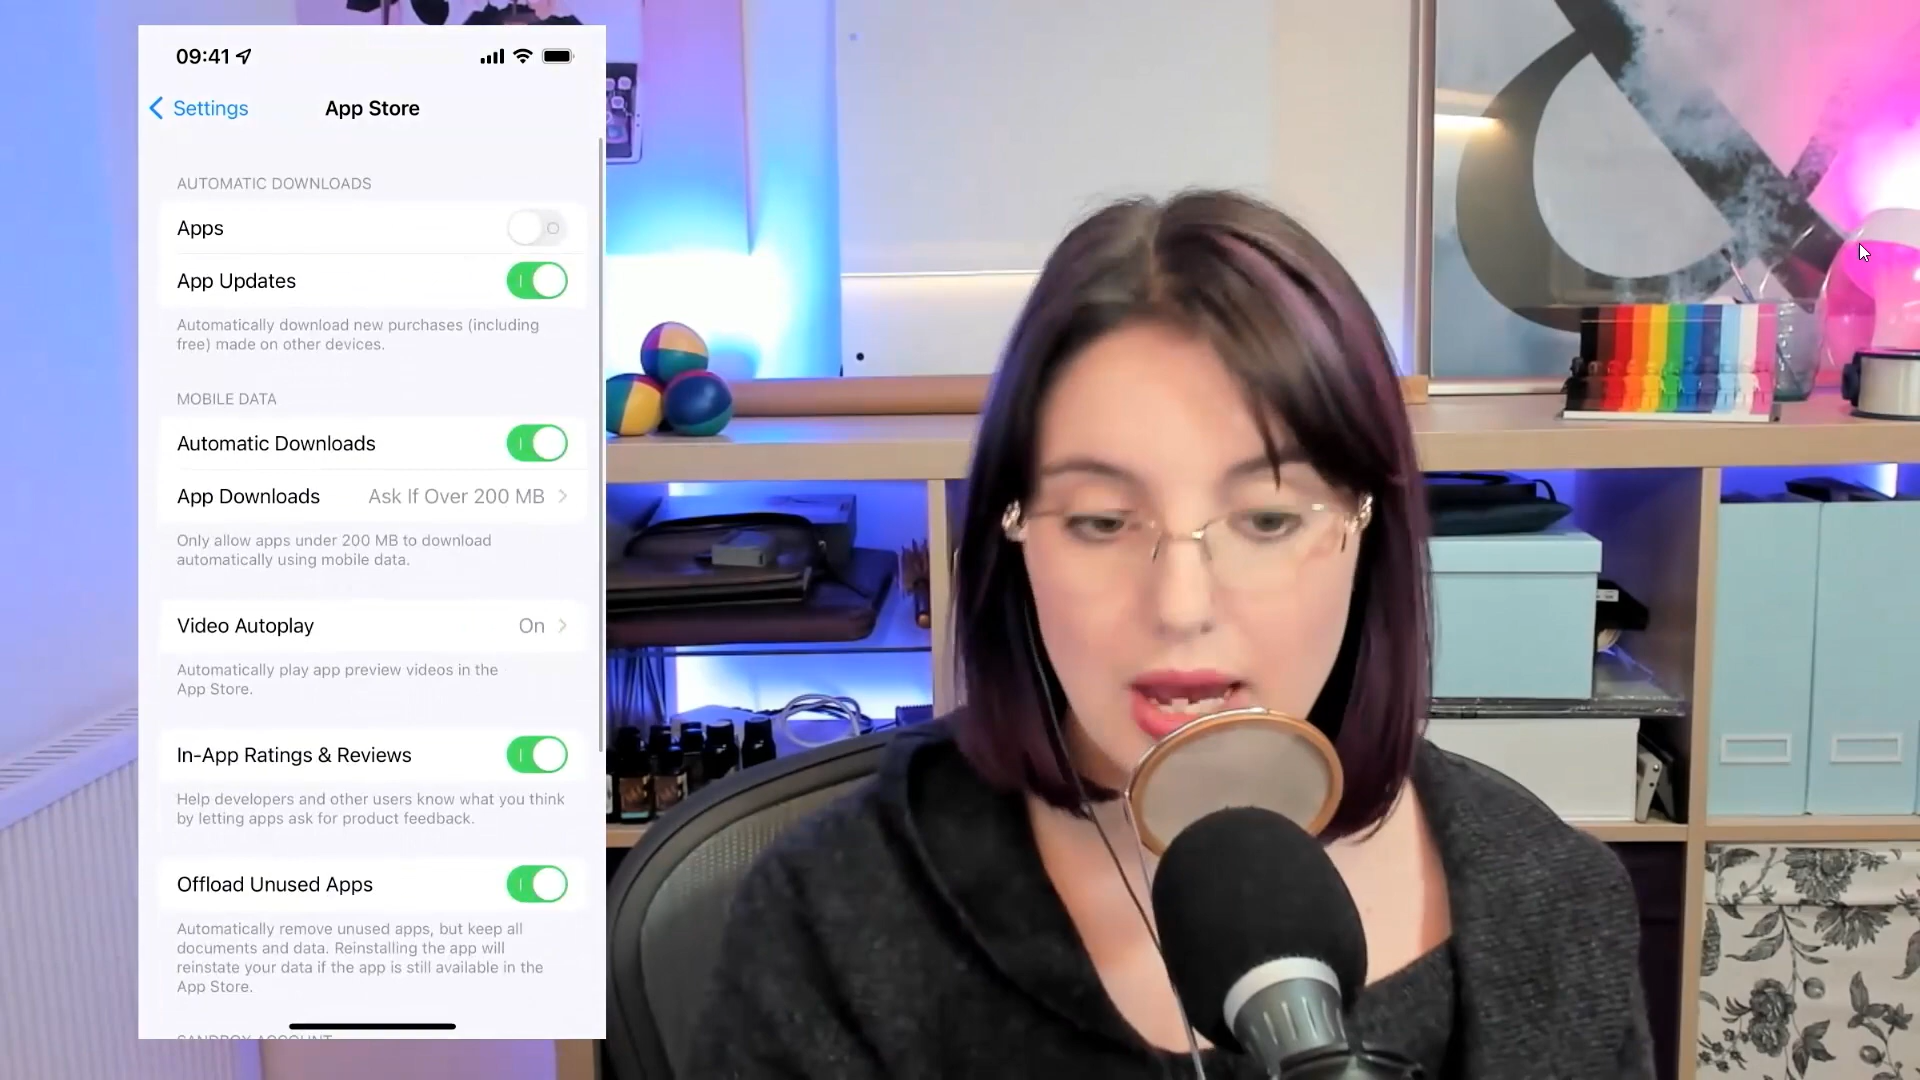 09:41
Settings
App Store
AUTOMATIC DOWNLOADS
Apps
App Updates
Automatically download new purchases (including
free) made on other devices.
MOBILE DATA
Automatic Downloads
App Downloads
Ask If Over 200 MB
Only allow apps under 200 MB to download
automatically using mobile data.
Video Autoplay
On
Automatically play app preview videos in the
App Store.
In-App Ratings & Reviews
Help developers and other users know what you think
by letting apps ask for product feedback.
Offload Unused Apps
Automatically remove unused apps, but keep all
documents and data. Reinstalling the app will
reinstate your data if the app is still available in the
App Store.
SANDBOX ACCOUNT